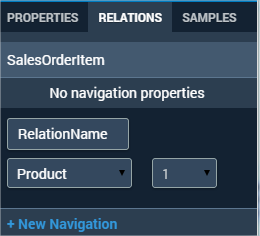 PROPERTIES RELATIONS SAMPLES
SalesOrderItem
No navigation properties
RelationName
Product 1
+ New Navigation